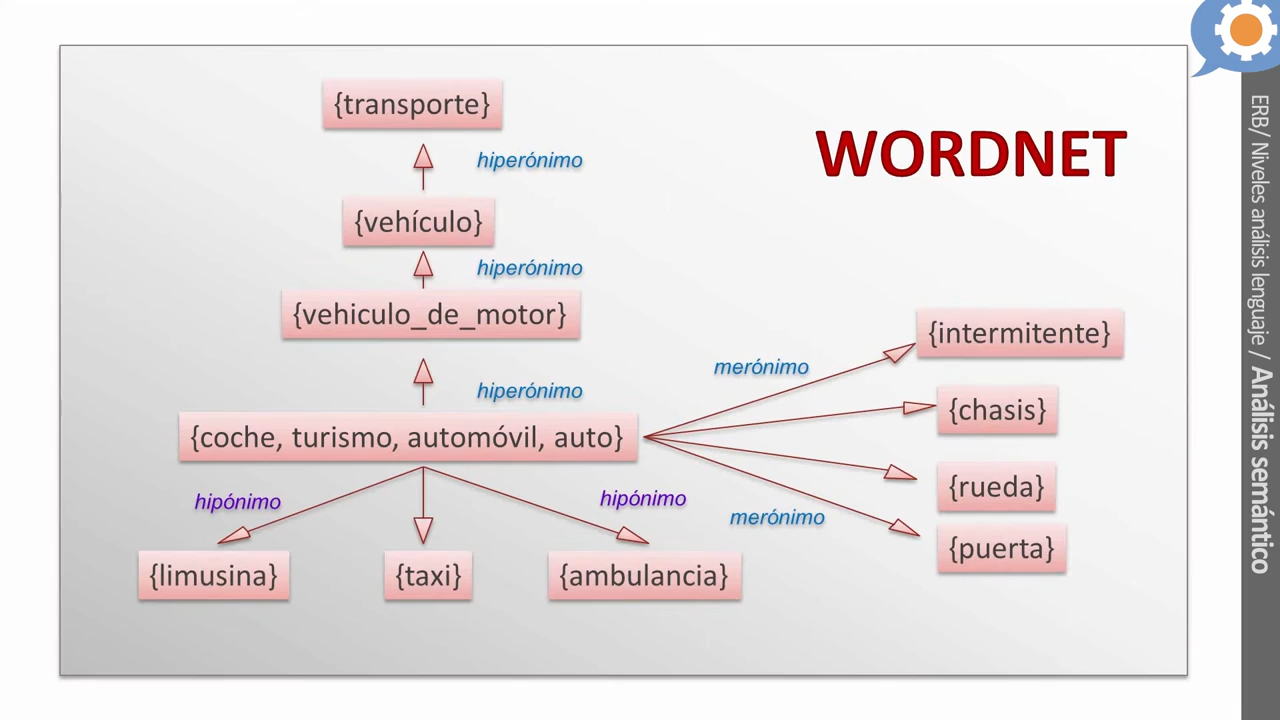 {transporte}
WORDNET
hiperónimo
{vehículo}
hiperónimo
{vehiculo_de_motor}
{intermitente}
merónimo
hiperónimo
{chasis}
{coche, turismo, automóvil, auto}
{rueda}
hipónimo
hipónimo
merónimo
{puerta}
{limusina}
{taxi}
{ambulancia}
ERB/ Niveles análisis lenguaje / Análisis semántico